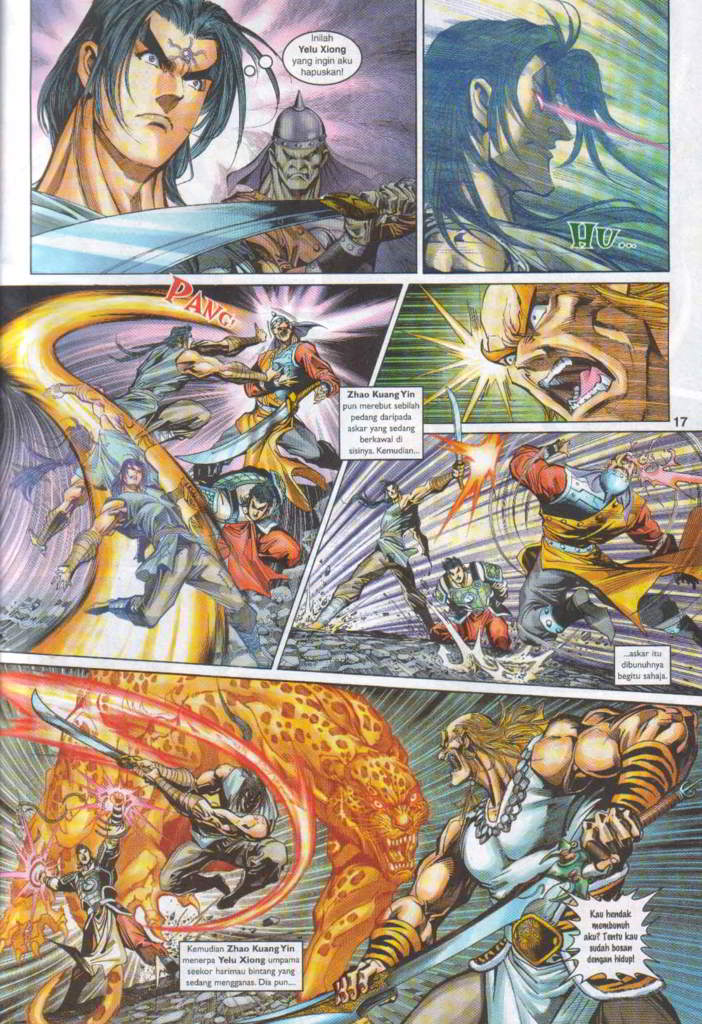 Inilah
Yelu Xiong
yang ingin aku
hapuskan!
HU...
PANG!
Zhao Kuang Yin
pun merebut sebilah
pedang daripada
askar yang sedang
berkawal di
sisinya. Kemudian...
17
...askar itu
dibunuhnya
begitu sahaja.
Kemudian Zhao Kuang Yin
menerpa Yelu Xiong umpama
seekor harimau bintang yang
sedang mengganas. Dia pun....
Kau hendak
membunuh
aku? Tentu kau
sudah bosan
dengan hidup!